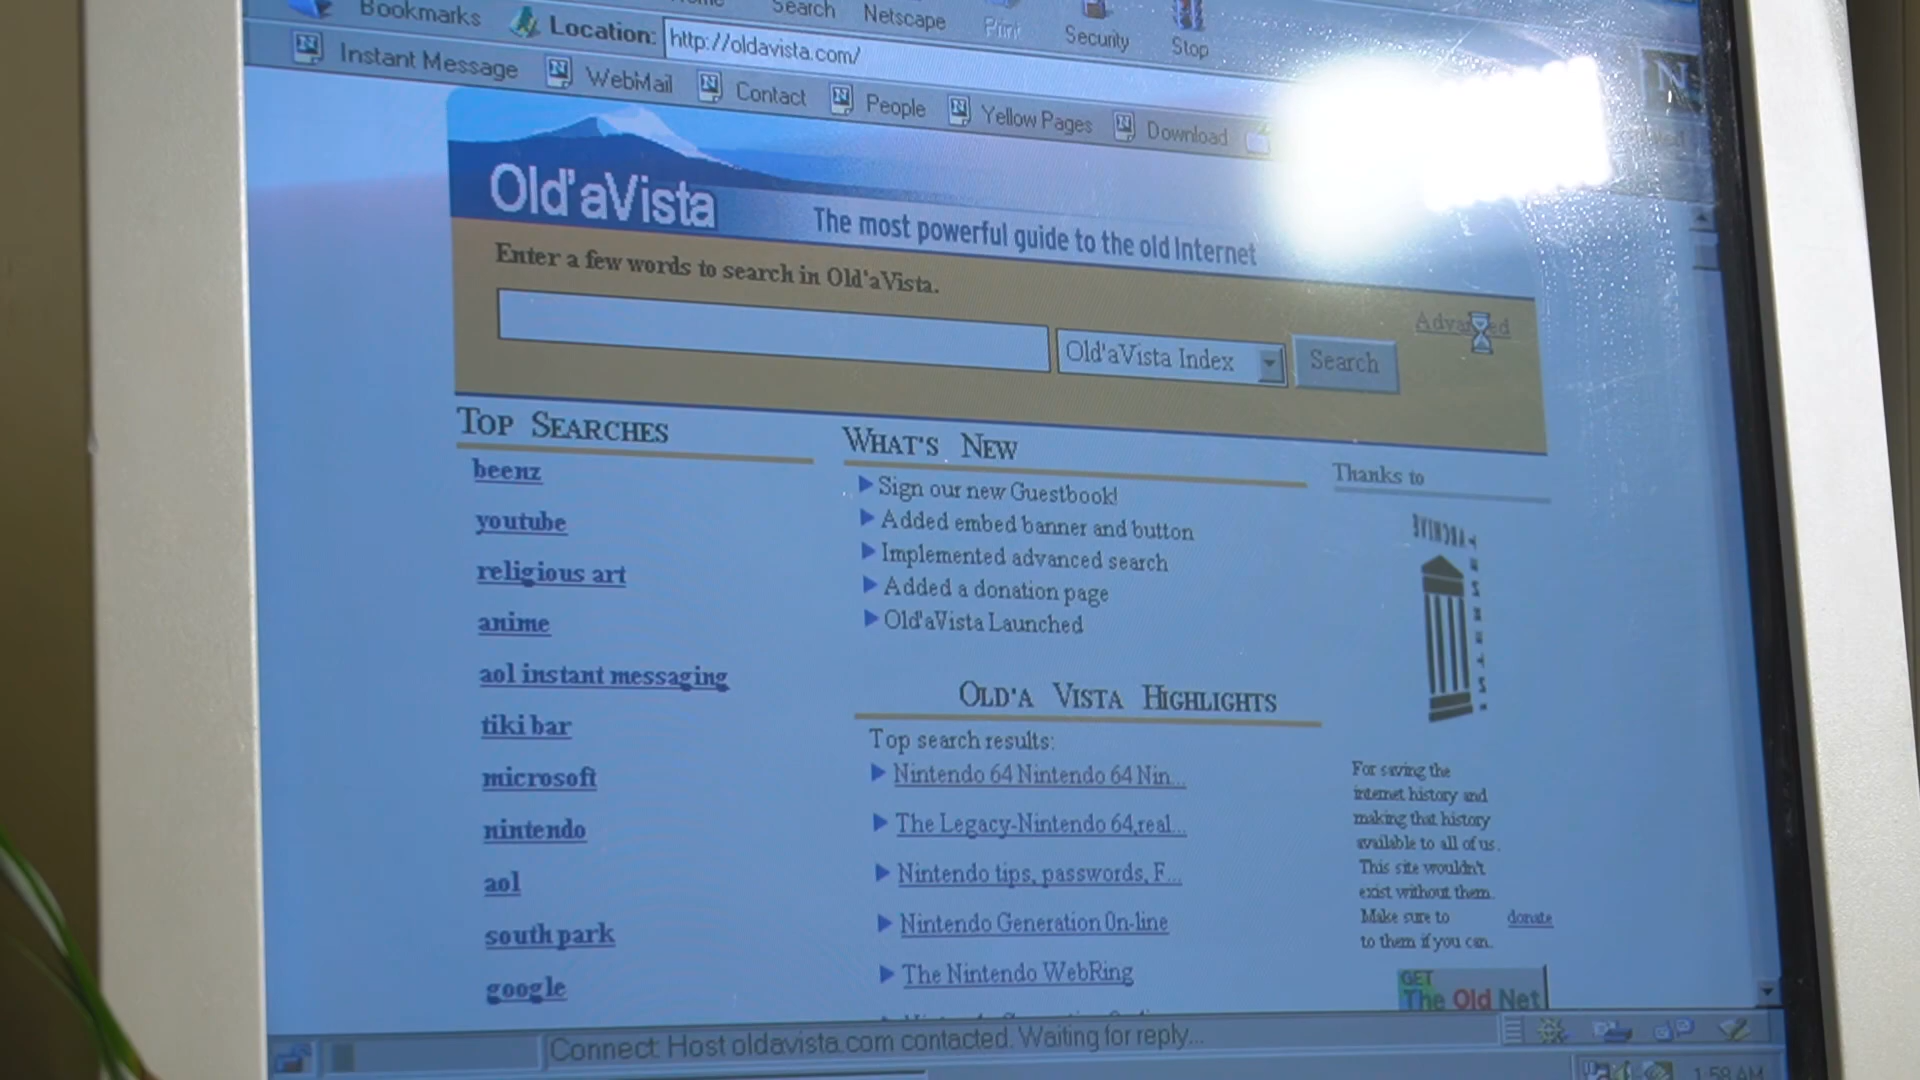 Search
Bookmarks
Netscape
Print
Security
Stop
Location:
http://oldavista.com/
N
Instant Message
WebMail
Contact
People
Yellow Pages
Download
Old'aVista
The most powerful guide to the old Internet
Enter a few words to search in Old'aVista.
Advanced
Old'aVista Index
Search
Top Searches
beenz
youtube
religious art
anime
aol instant messaging
tiki bar
microsoft
nintendo
aol
south park
google
What's New
Sign our new Guestbook!
Added embed banner and button
Implemented advanced search
Added a donation page
Old'aVista Launched
Old'a Vista Highlights
Top search results:
Nintendo 64 Nintendo 64 Nin...
The Legacy-Nintendo 64,real...
Nintendo tips, passwords, F...
Nintendo Generation On-line
The Nintendo WebRing
Thanks to
For saving the
internet history and
making that history
available to all of us.
This site wouldn't
exist without them.
Make sure to donate
to them if you can.
GET
The Old Net
Connect: Host oldavista.com contacted. Waiting for reply...
1:58 AM